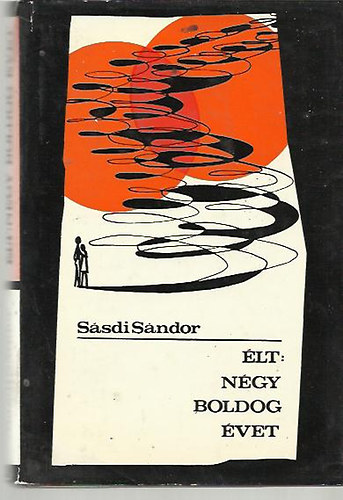 Sásdi Sándor
ÉLT:
NÉGY
BOLDOG
ÉVET